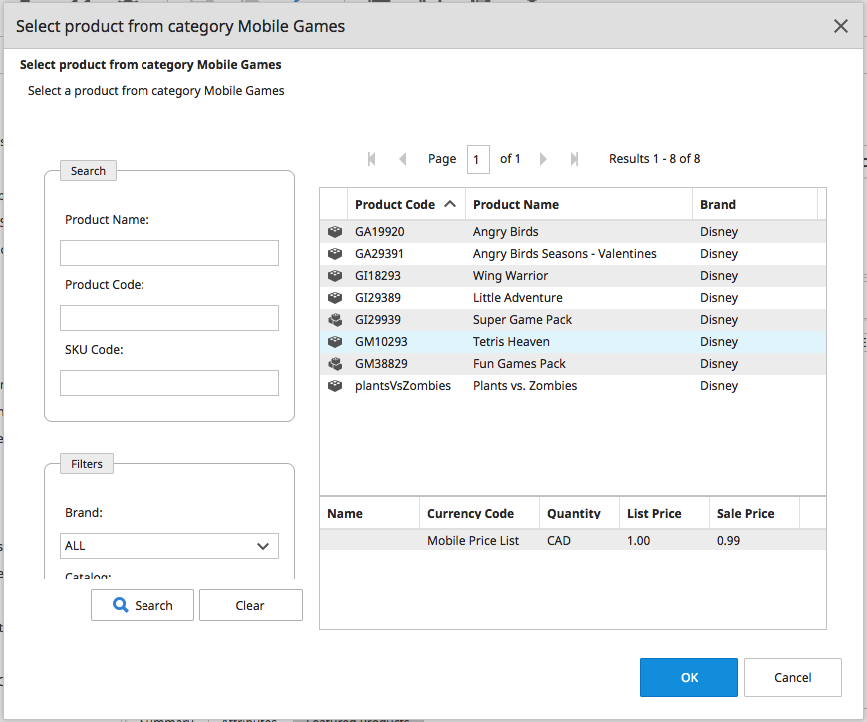 Select product from category Mobile Games
Select product from category Mobile Games
Select a product from category Mobile Games
Page 1 of 1 Results 1 - 8 of 8
Search
Product Name:
Product Code:
SKU Code:
Filters
Brand:
ALL
Catalog:
Search Clear
Product Code Product Name Brand
GA19920 Angry Birds Disney
GA29391 Angry Birds Seasons - Valentines Disney
GI18293 Wing Warrior Disney
GI29389 Little Adventure Disney
GI29939 Super Game Pack Disney
GM10293 Tetris Heaven Disney
GM38829 Fun Games Pack Disney
plantsVsZombies Plants vs. Zombies Disney
Name Currency Code Quantity List Price Sale Price
Mobile Price List CAD 1.00 0.99
OK Cancel
Summary Attributes Featured Products